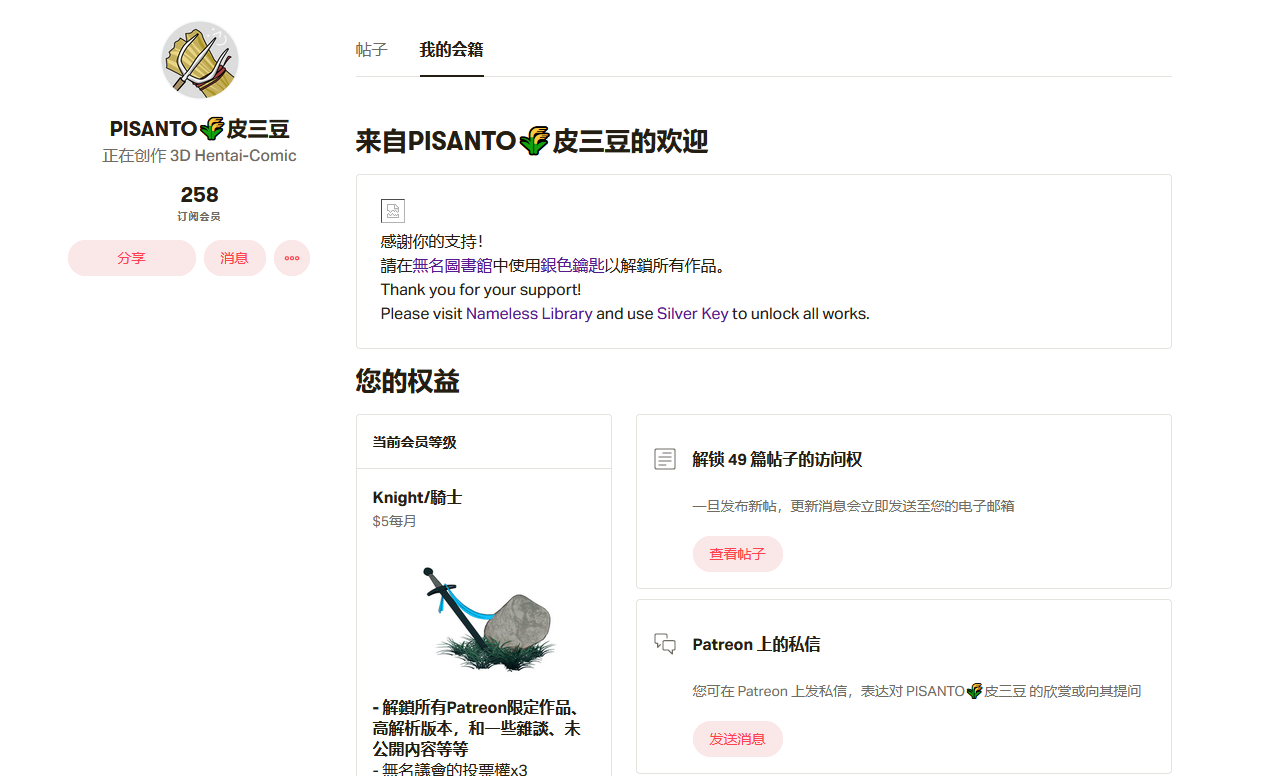 PISANTO🌾皮三豆
正在创作 3D Hentai-Comic
258
订阅会员
分享
消息
帖子
我的会籍
来自PISANTO🌾皮三豆的欢迎
感謝你的支持！
請在無名圖書館中使用銀色鑰匙以解鎖所有作品。
Thank you for your support!
Please visit Nameless Library and use Silver Key to unlock all works.
您的权益
当前会员等级
Knight/騎士
$5每月
- 解鎖所有Patreon限定作品、
高解析版本，和一些雜談、未
公開内容等等
- 無名議會的投票權x3
解锁 49 篇帖子的访问权
一旦发布新帖，更新消息会立即发送至您的电子邮箱
查看帖子
Patreon 上的私信
您可在 Patreon 上发私信，表达对 PISANTO🌾皮三豆 的欣赏或向其提问
发送消息